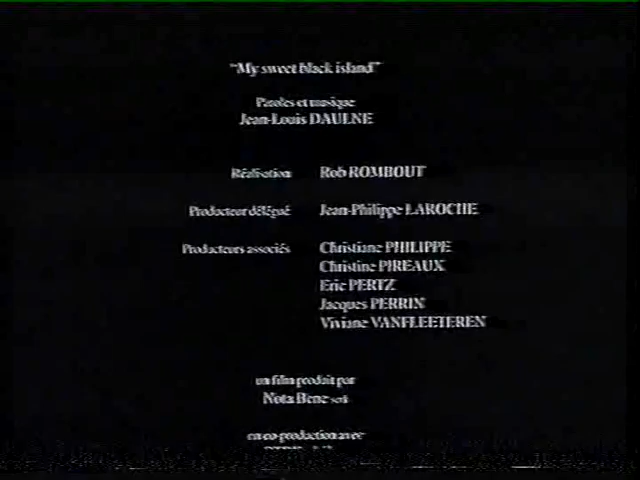 "My sweet black island"
Paroles et musique
Jean-Louis DAULNE
Réalisation Rob ROMBOUT
Producteur délégué Jean-Philippe LAROCHE
Producteurs associés Christiane PHILIPPE
Christine PIREAUX
Eric PERTZ
Jacques PERRIN
Viviane VANFLEETEREN
un film produit par
Nota Bene sprl
en co-production avec